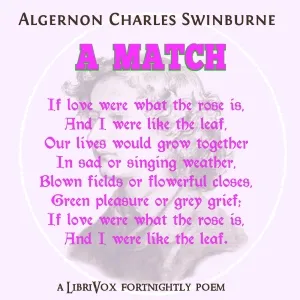 Algernon Charles Swinburne
A MATCH
If love were what the rose is,
And I were like the leaf,
Our lives would grow together
In sad or singing weather,
Blown fields or flowerful closes,
Green pleasure or grey grief;
If love were what the rose is,
And I were like the leaf.
a LibriVox fortnightly poem